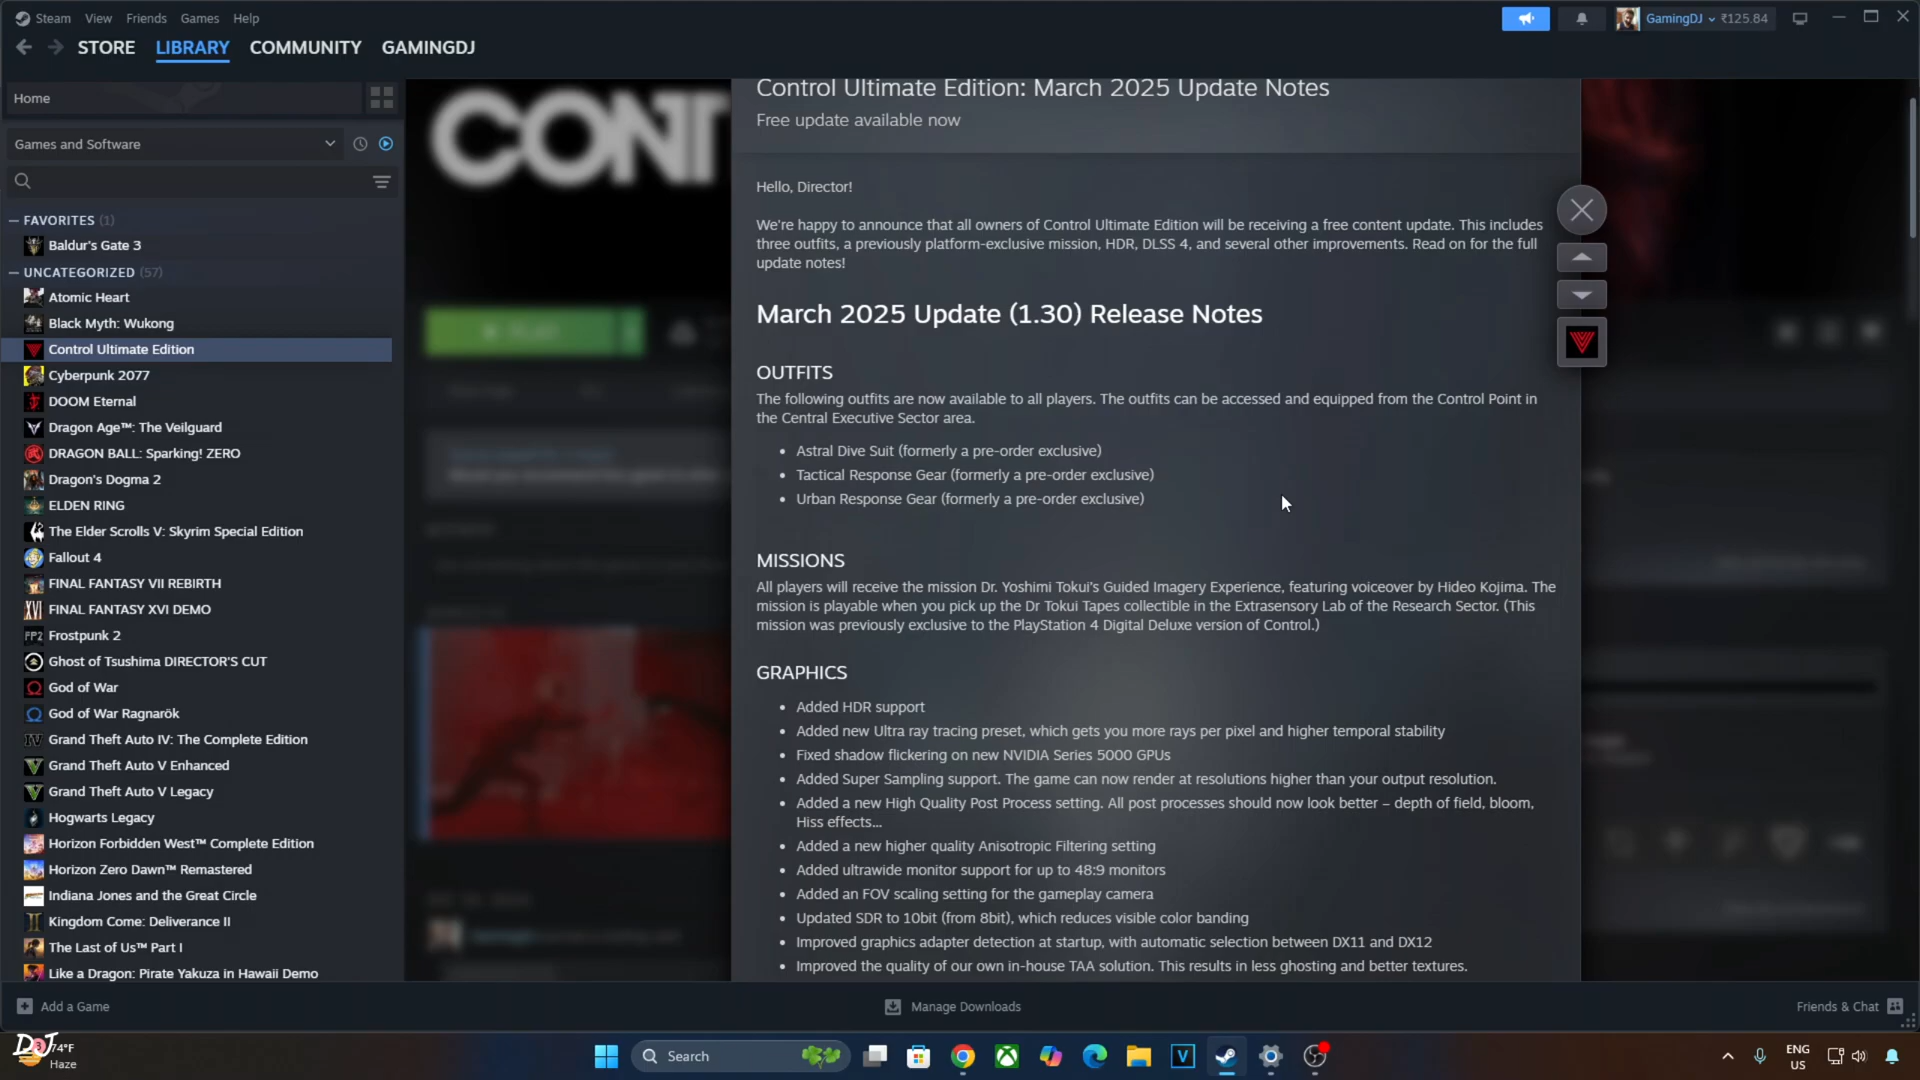 Steam View Friends Games Help
GamingDJ ₹125.84
STORE LIBRARY COMMUNITY GAMINGDJ
Home
Games and Software
FAVORITES (1)
Baldur's Gate 3
UNCATEGORIZED (57)
Atomic Heart
Black Myth: Wukong
Control Ultimate Edition
Cyberpunk 2077
DOOM Eternal
Dragon Age™: The Veilguard
DRAGON BALL: Sparking! ZERO
Dragon's Dogma 2
ELDEN RING
The Elder Scrolls V: Skyrim Special Edition
Fallout 4
FINAL FANTASY VII REBIRTH
FINAL FANTASY XVI DEMO
Frostpunk 2
Ghost of Tsushima DIRECTOR'S CUT
God of War
God of War Ragnarök
Grand Theft Auto IV: The Complete Edition
Grand Theft Auto V Enhanced
Grand Theft Auto V Legacy
Hogwarts Legacy
Horizon Forbidden West™ Complete Edition
Horizon Zero Dawn™ Remastered
Indiana Jones and the Great Circle
Kingdom Come: Deliverance II
The Last of Us™ Part I
Like a Dragon: Pirate Yakuza in Hawaii Demo
CONT
PLAY
Control Ultimate Edition: March 2025 Update Notes
Free update available now
Hello, Director!
We're happy to announce that all owners of Control Ultimate Edition will be receiving a free content update. This includes
three outfits, a previously platform-exclusive mission, HDR, DLSS 4, and several other improvements. Read on for the full
update notes!
March 2025 Update (1.30) Release Notes
OUTFITS
The following outfits are now available to all players. The outfits can be accessed and equipped from the Control Point in
the Central Executive Sector area.
• Astral Dive Suit (formerly a pre-order exclusive)
• Tactical Response Gear (formerly a pre-order exclusive)
• Urban Response Gear (formerly a pre-order exclusive)
MISSIONS
All players will receive the mission Dr. Yoshimi Tokui's Guided Imagery Experience, featuring voiceover by Hideo Kojima. The
mission is playable when you pick up the Dr Tokui Tapes collectible in the Extrasensory Lab of the Research Sector. (This
mission was previously exclusive to the PlayStation 4 Digital Deluxe version of Control.)
GRAPHICS
• Added HDR support
• Added new Ultra ray tracing preset, which gets you more rays per pixel and higher temporal stability
• Fixed shadow flickering on new NVIDIA Series 5000 GPUs
• Added Super Sampling support. The game can now render at resolutions higher than your output resolution.
• Added a new High Quality Post Process setting. All post processes should now look better – depth of field, bloom,
Hiss effects...
• Added a new higher quality Anisotropic Filtering setting
• Added ultrawide monitor support for up to 48:9 monitors
• Added an FOV scaling setting for the gameplay camera
• Updated SDR to 10bit (from 8bit), which reduces visible color banding
• Improved graphics adapter detection at startup, with automatic selection between DX11 and DX12
• Improved the quality of our own in-house TAA solution. This results in less ghosting and better textures.
Add a Game
Manage Downloads
Friends & Chat
DJ
74°F
Haze
Search
ENG
US